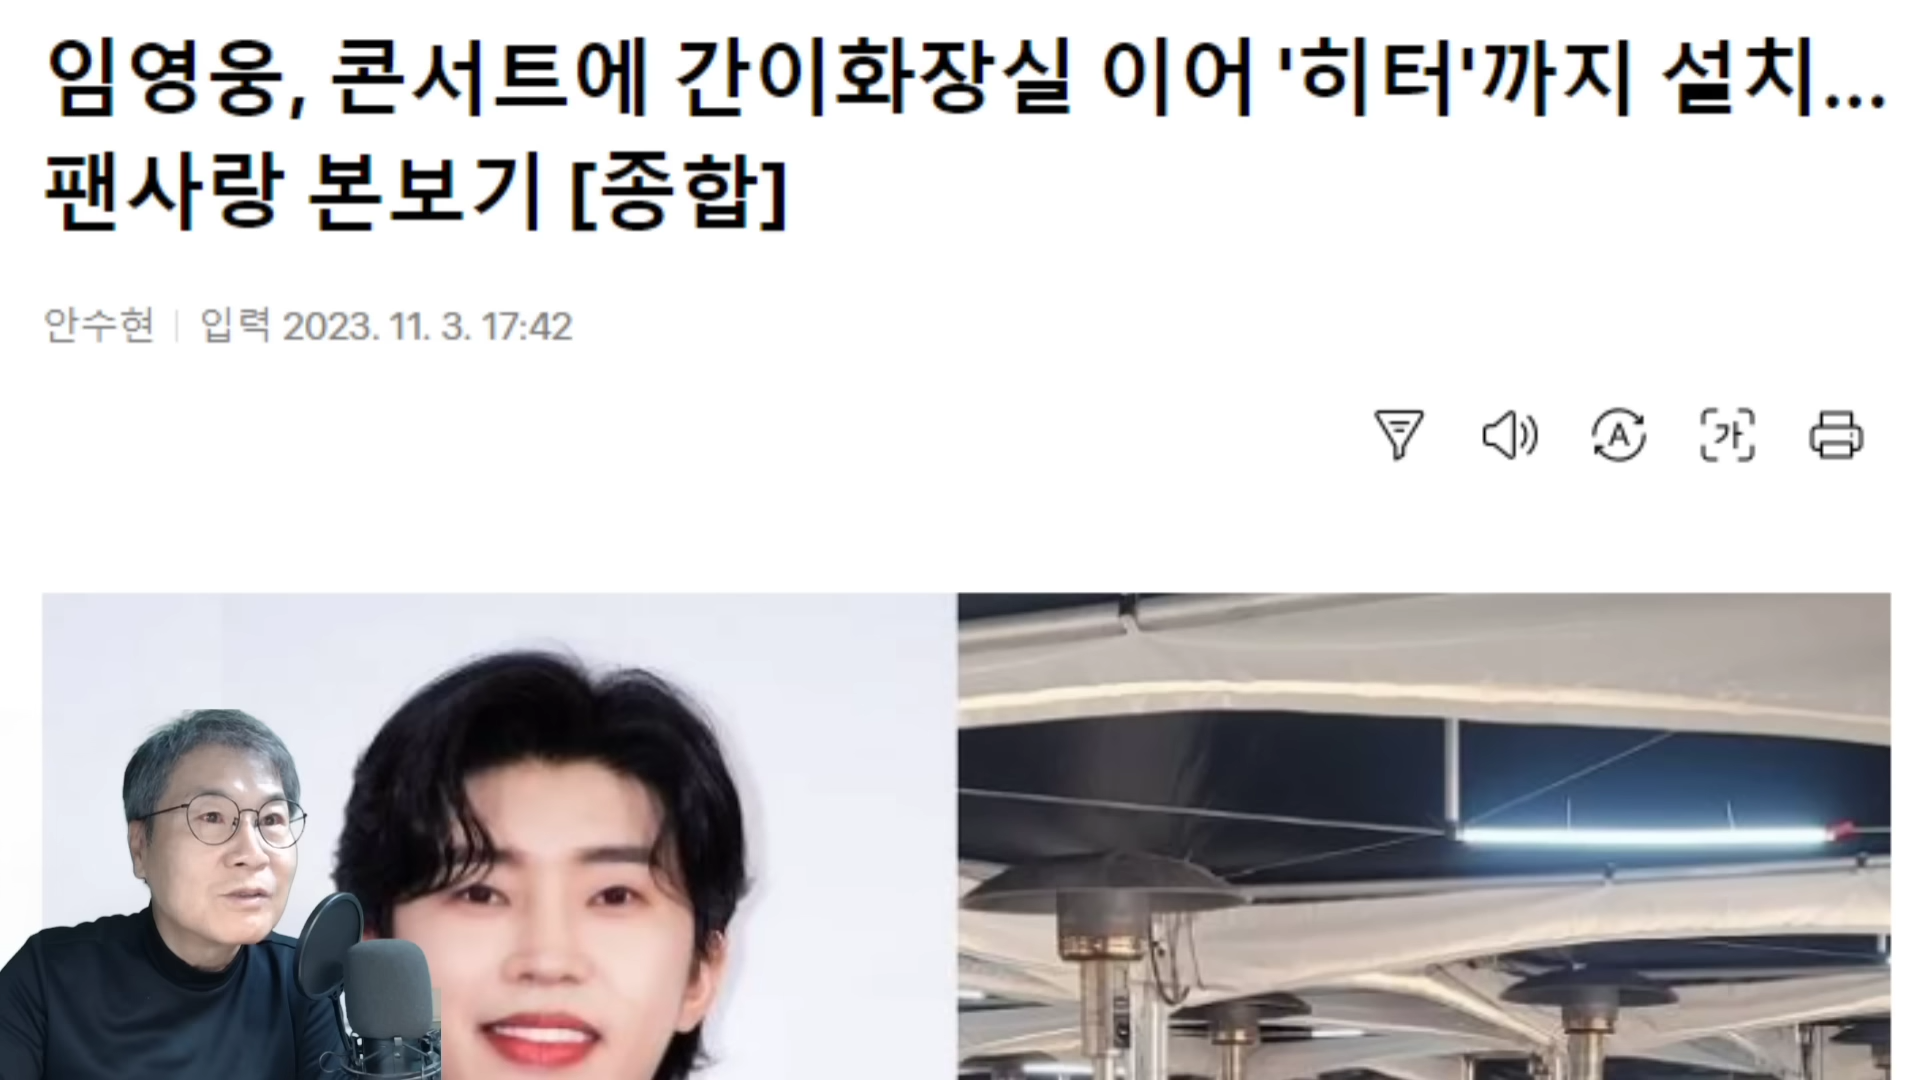 임영웅, 콘서트에 간이화장실 이어 '히터'까지 설치...
팬사랑 본보기 [종합]
안수현 | 입력 2023. 11. 3. 17:42
A
가